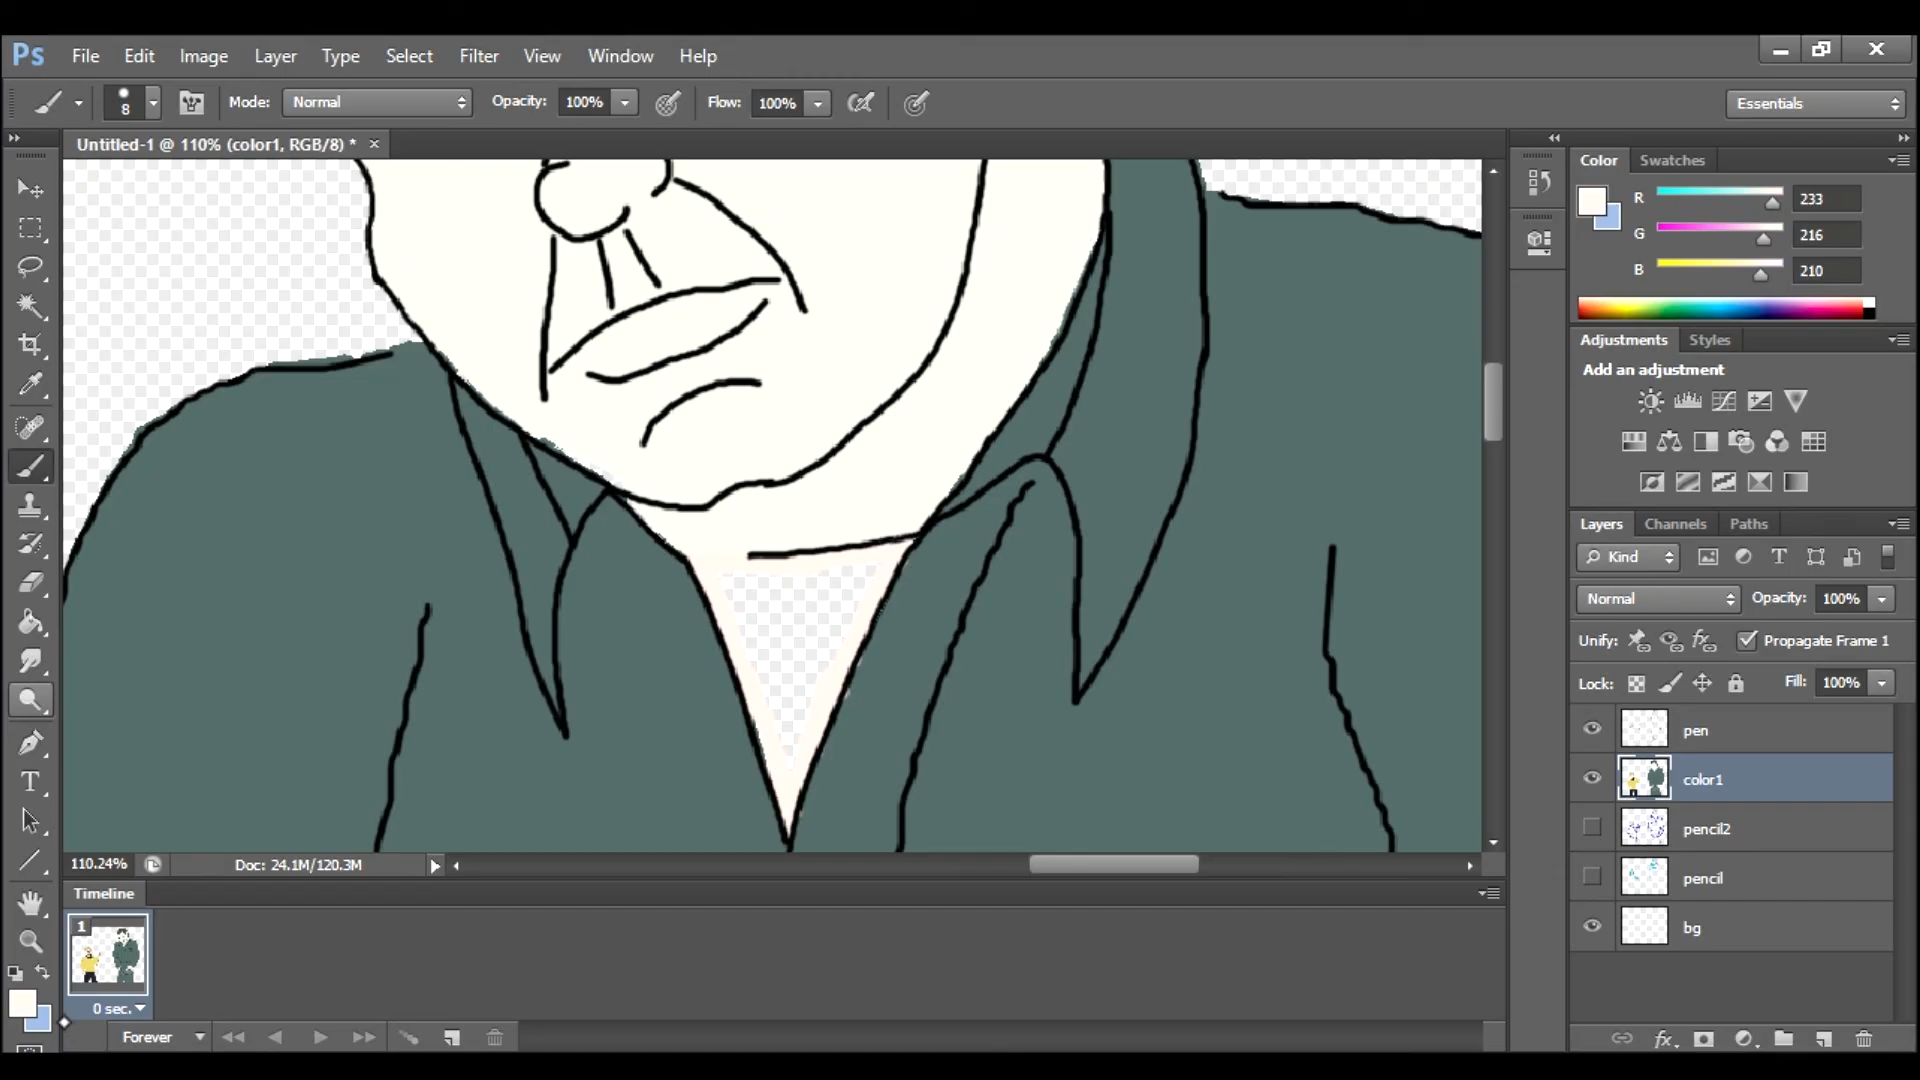 Ps File Edit Image Layer Type Select Filter View Window Help
8 Mode: Normal Opacity: 100% Flow: 100% Essentials
Untitled-1 @ 110% (color1, RGB/8) * ×
Color Swatches
R 233
G 216
B 210
Adjustments Styles
Add an adjustment
Layers Channels Paths
Kind T
Normal Opacity: 100%
Unify: Propagate Frame 1
Lock: Fill: 100%
pen
color1
pencil2
pencil
bg
fx
T
110.24% Doc: 24.1M/120.3M
Timeline
1
0 sec.
Forever